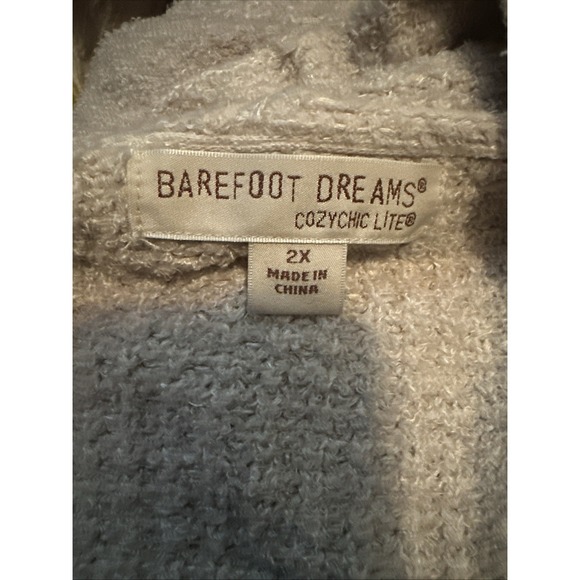 BAREFOOT DREAMS®
COZYCHIC LITE®
2X
MADE IN
CHINA